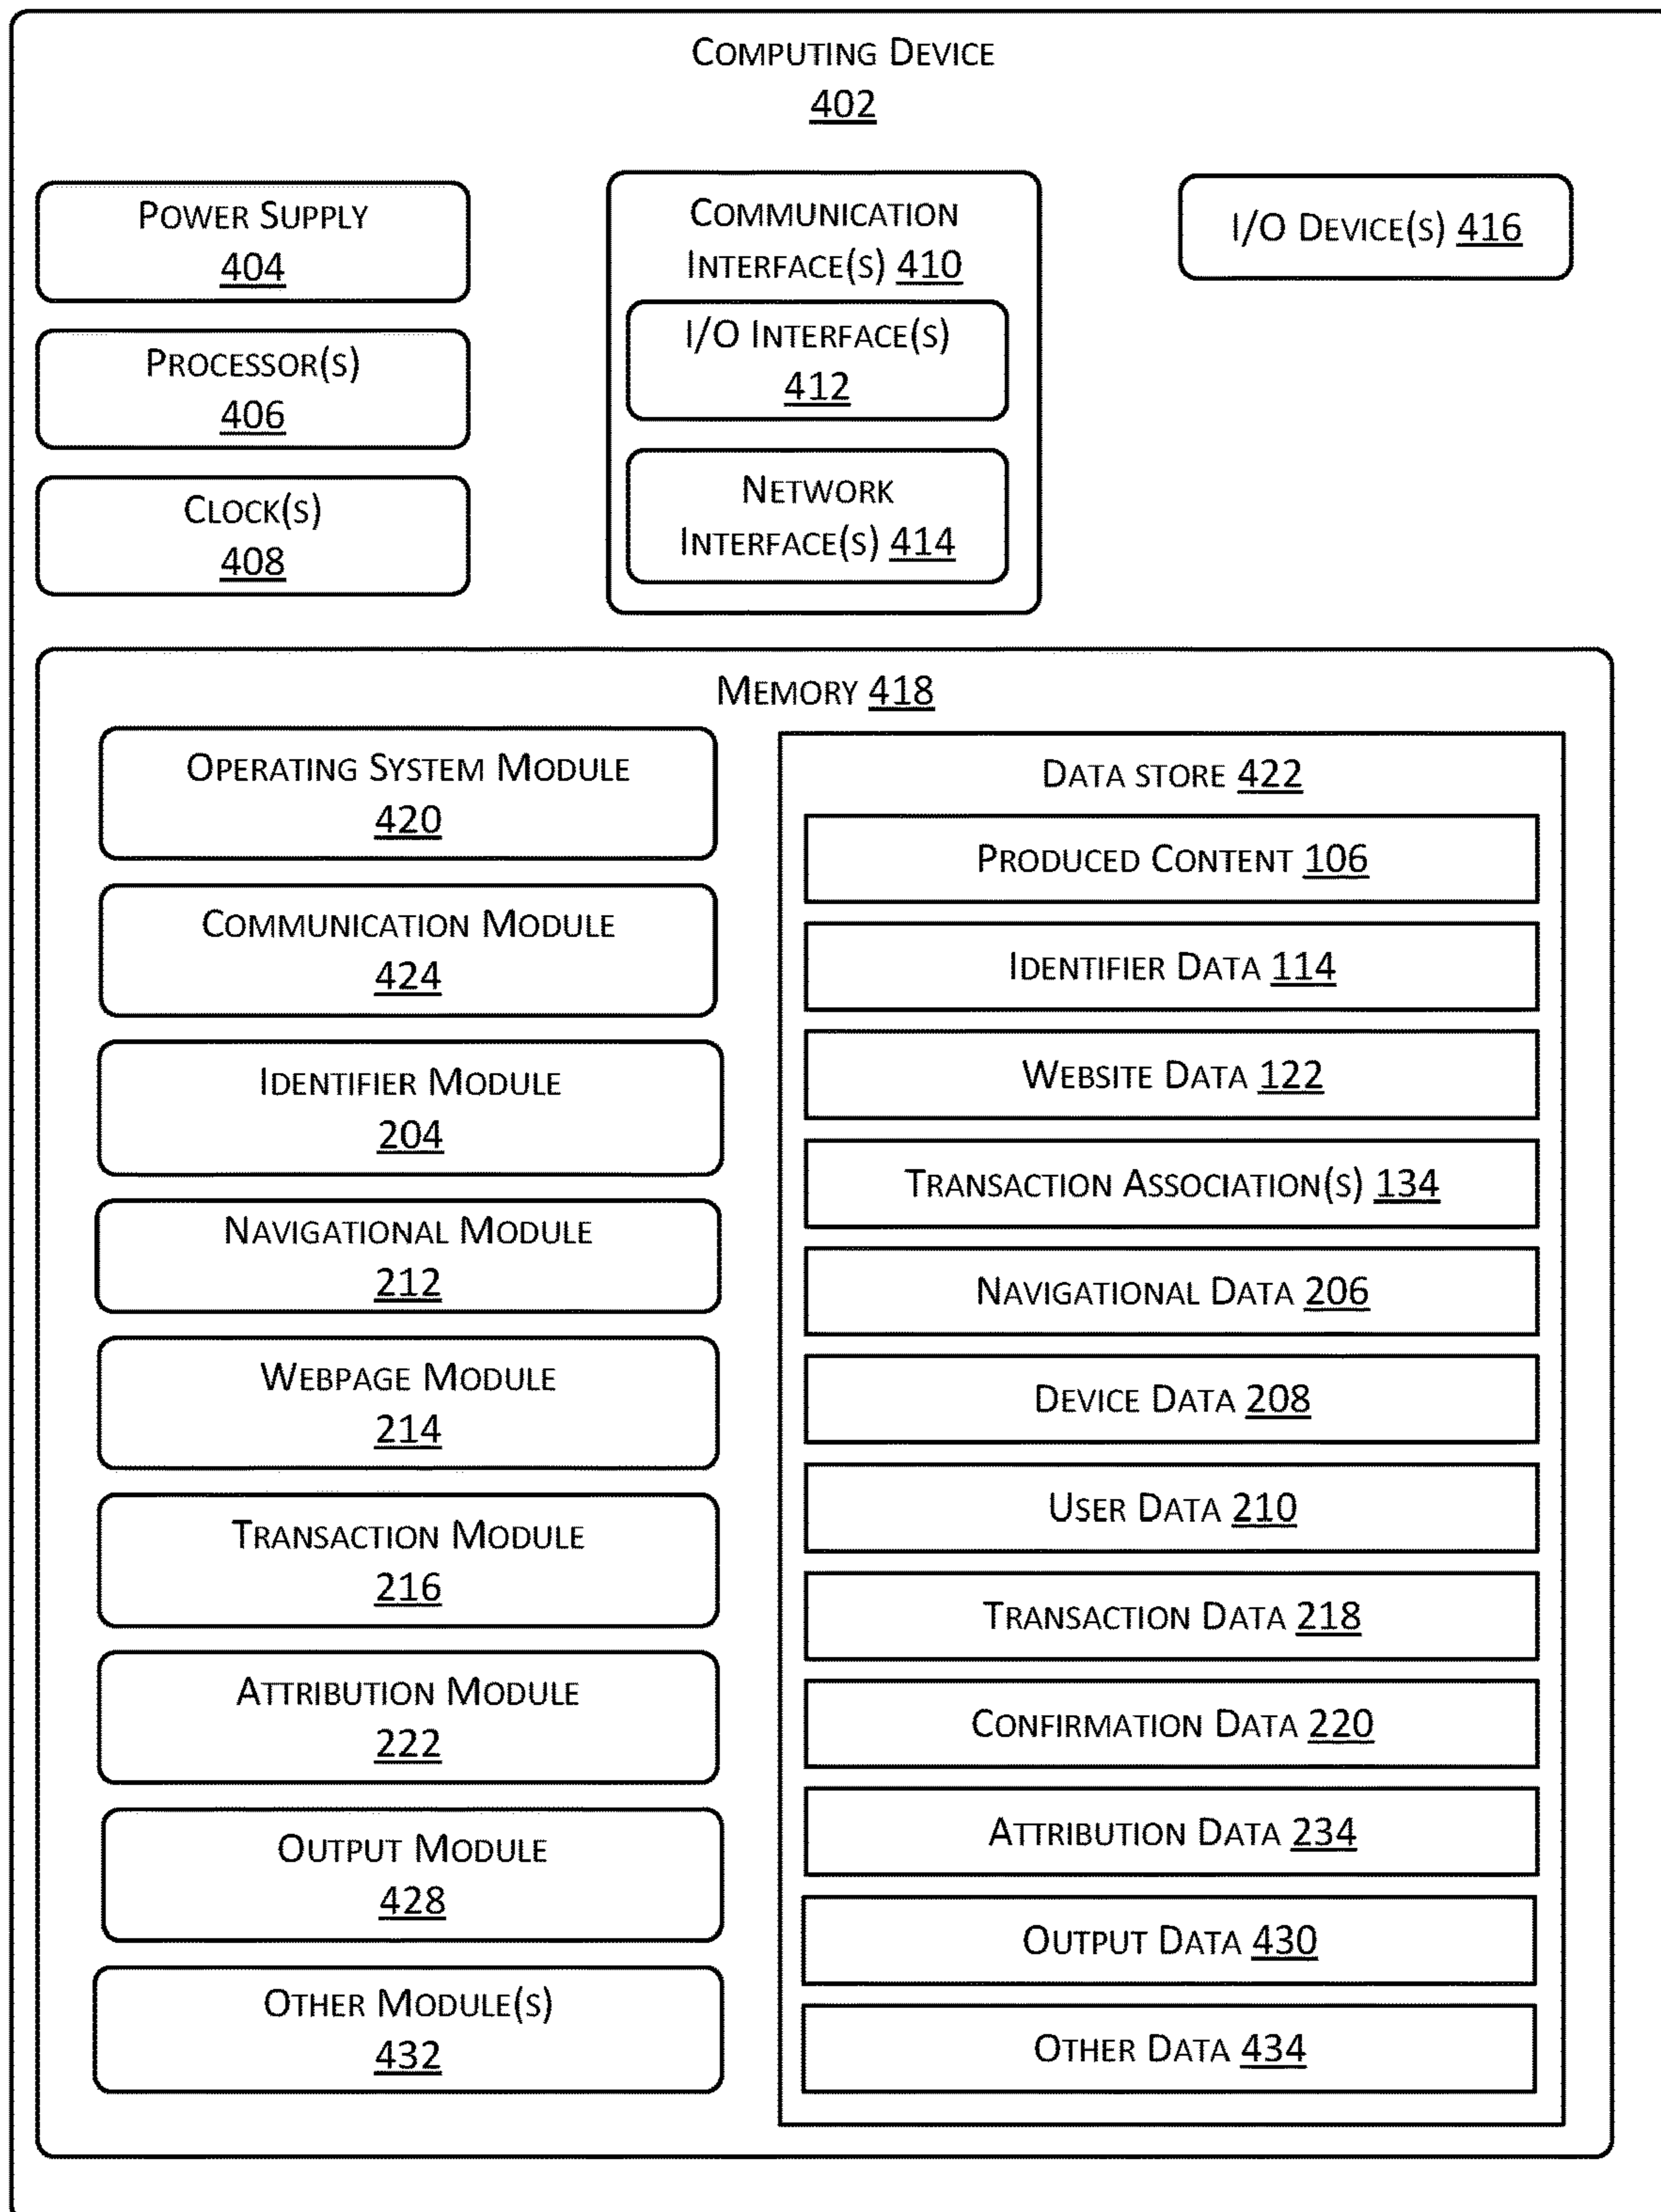 COMPUTING DEVICE
402
POWER SUPPLY
404
PROCESSOR(S)
406
CLOCK(S)
408
COMMUNICATION
INTERFACE(S) 410
I/O INTERFACE(S)
412
NETWORK
INTERFACE(S) 414
I/O DEVICE(S) 416
MEMORY 418
OPERATING SYSTEM MODULE
420
COMMUNICATION MODULE
424
IDENTIFIER MODULE
204
NAVIGATIONAL MODULE
212
WEBPAGE MODULE
214
TRANSACTION MODULE
216
ATTRIBUTION MODULE
222
OUTPUT MODULE
428
OTHER MODULE(S)
432
DATA STORE 422
PRODUCED CONTENT 106
IDENTIFIER DATA 114
WEBSITE DATA 122
TRANSACTION ASSOCIATION(S) 134
NAVIGATIONAL DATA 206
DEVICE DATA 208
USER DATA 210
TRANSACTION DATA 218
CONFIRMATION DATA 220
ATTRIBUTION DATA 234
OUTPUT DATA 430
OTHER DATA 434